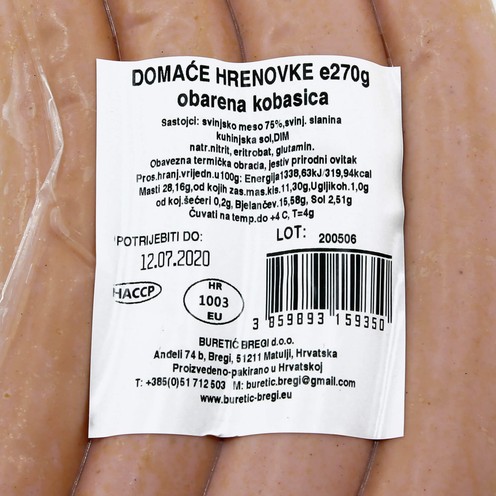 DOMAĆE HRENOVKE e270g
obarena kobasica
Sastojci: svinjsko meso 75%,svinj. slanina
kuhinjska sol,DIM
natr.nitrit, eritrobat, glutamin.
Obavezna termička obrada, jestiv prirodni ovitak
Pros.hranj.vrijedn.u100g: Energija1338,63kJ/319,94kcal
Masti 28,16g,od kojih zas.mas.kis.11,30g,Ugljikoh.1,0g
od koj.šećeri 0,2g, Bjelančev.15,58g, Sol 2,51g
Čuvati na temp.do +4 C, T=4g
POTRIJEBITI DO:
12.07.2020
LOT: 200506
HACCP
HR
1003
EU
3 859893 159350
BURETIĆ BREGI d.o.o.
Anđeli 74 b, Bregi, 51211 Matulji, Hrvatska
Proizvedeno-pakirano u Hrvatskoj
T: +385(0)51 712 503 M: buretic.bregi@gmail.com
www.buretic-bregi.eu